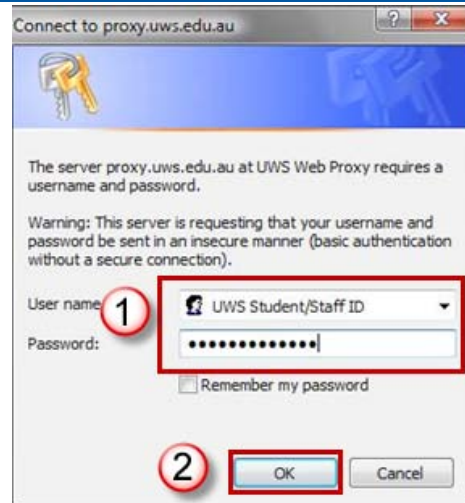 Connect to proxy.uws.edu.au
The server proxy.uws.edu.au at UWS Web Proxy requires a
username and password.
Warning: This server is requesting that your username and
password be sent in an insecure manner (basic authentication
without a secure connection).
User name
1
UWS Student/Staff ID
Password:
•••••••••••••
Remember my password
2
OK
Cancel